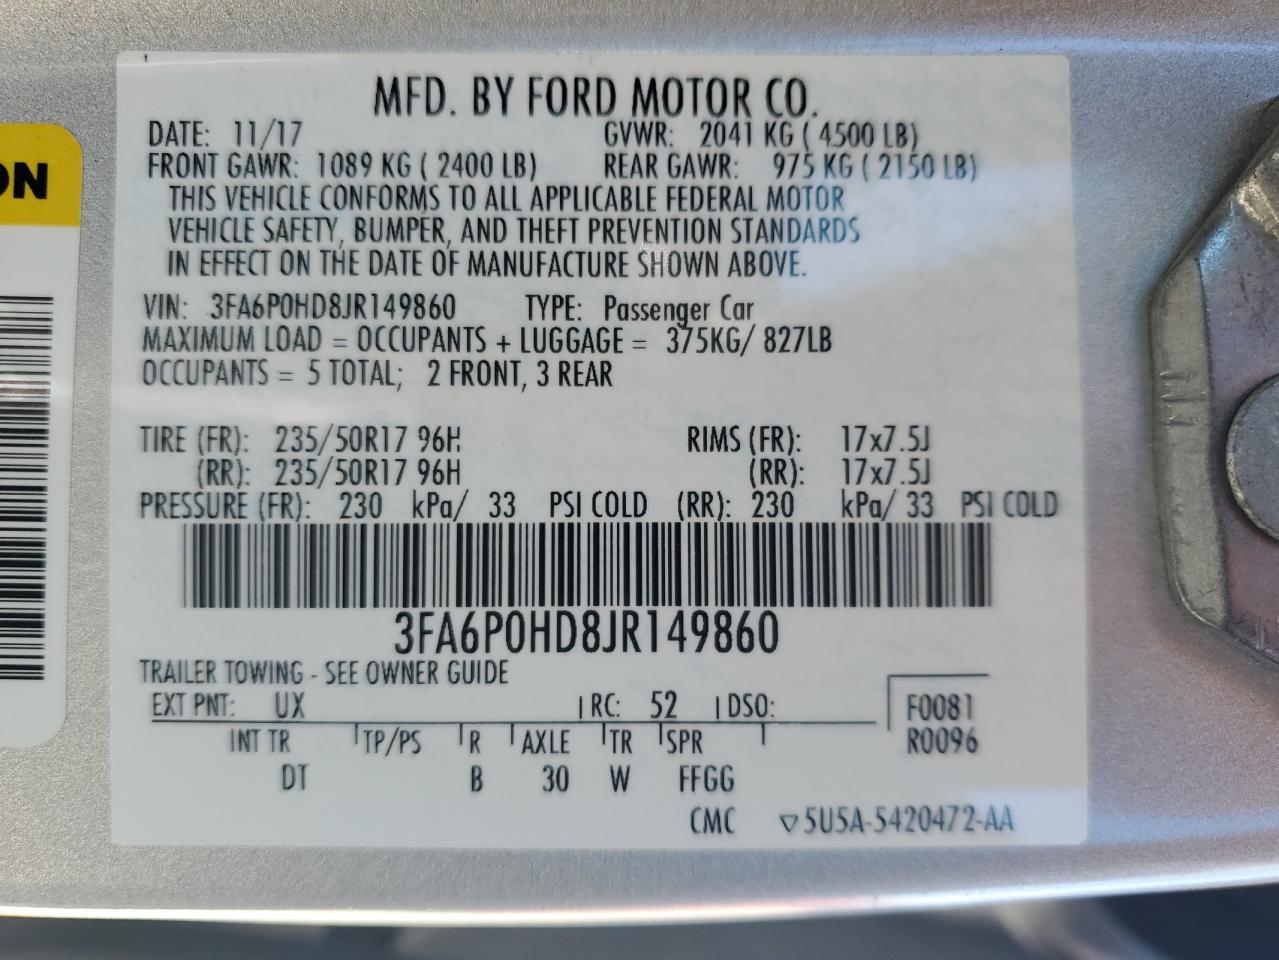 MFD. BY FORD MOTOR CO.
DATE: 11/17 GVWR: 2041 KG ( 4500 LB)
FRONT GAWR: 1089 KG ( 2400 LB) REAR GAWR: 975 KG ( 2150 LB)
THIS VEHICLE CONFORMS TO ALL APPLICABLE FEDERAL MOTOR
VEHICLE SAFETY, BUMPER, AND THEFT PREVENTION STANDARDS
IN EFFECT ON THE DATE OF MANUFACTURE SHOWN ABOVE.
VIN: 3FA6P0HD8JR149860 TYPE: Passenger Car
MAXIMUM LOAD = OCCUPANTS + LUGGAGE = 375KG/ 827LB
OCCUPANTS = 5 TOTAL; 2 FRONT, 3 REAR
TIRE (FR): 235/50R17 96H RIMS (FR): 17x7.5J
(RR): 235/50R17 96H (RR): 17x7.5J
PRESSURE (FR): 230 kPa/ 33 PSI COLD (RR): 230 kPa/ 33 PSI COLD
3FA6P0HD8JR149860
TRAILER TOWING - SEE OWNER GUIDE
EXT PNT: UX RC: 52 DSO: F0081
INT TR TP/PS R AXLE TR SPR R0096
DT B 30 W FFGG
CMC ▽5U5A-5420472-AA
ON